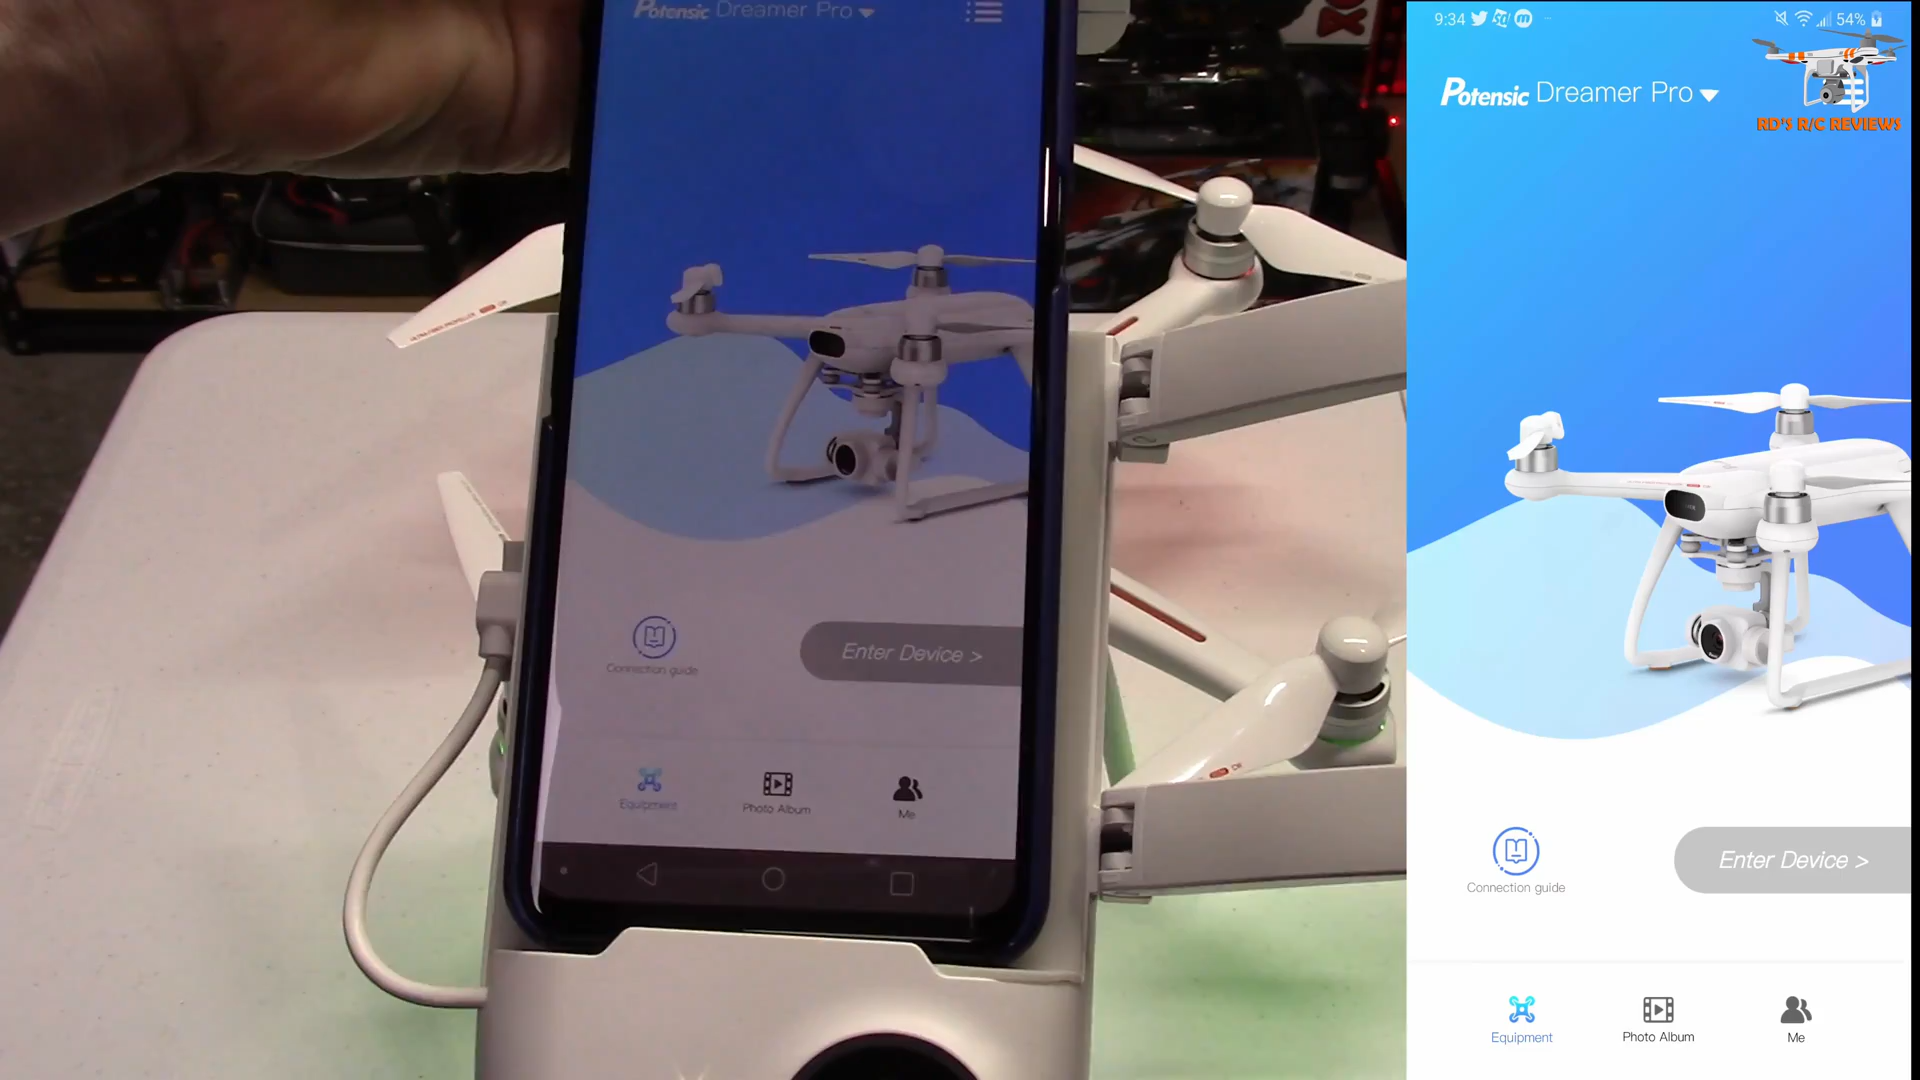 Potensic Dreamer Pro
Connection guide
Enter Device >
Equipment
Photo Album
Me
9:34
54%
Potensic Dreamer Pro
RD'S R/C REVIEWS
Connection guide
Enter Device >
Equipment
Photo Album
Me